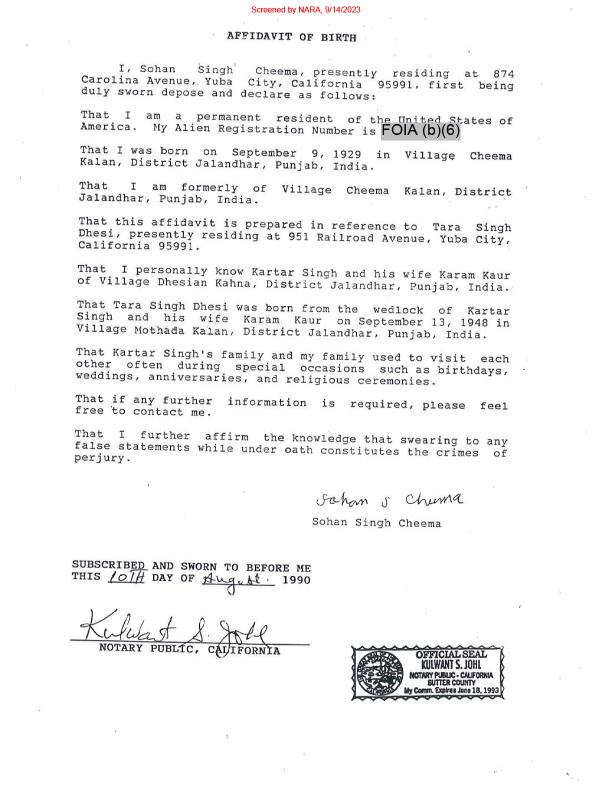 Screened by NARA, 9/14/2023
AFFIDAVIT OF BIRTH
I, Sohan Singh Cheema, presently residing at 874
Carolina Avenue, Yuba City, California 95991, first being
duly sworn depose and declare as follows:
That I am a permanent resident of the United States of
America. My Alien Registration Number is FOIA (b)(6)
That I was born on September 9, 1929 in Village Cheema
Kalan, District Jalandhar, Punjab, India.
That I am formerly of Village Cheema Kalan, District
Jalandhar, Punjab, India.
That this affidavit is prepared in reference to Tara Singh
Dhesi, presently residing at 951 Railroad Avenue, Yuba City,
California 95991.
That I personally know Kartar Singh and his wife Karam Kaur
of Village Dhesian Kahna, District Jalandhar, Punjab, India.
That Tara Singh Dhesi was born from the wedlock of Kartar
Singh and his wife Karam Kaur on September 13, 1948 in
Village Mothada Kalan, District Jalandhar, Punjab, India.
That Kartar Singh's family and my family used to visit each
other often during special occasions such as birthdays,
weddings, anniversaries, and religious ceremonies.
That if any further information is required, please feel
free to contact me.
That I further affirm the knowledge that swearing to any
false statements while under oath constitutes the crimes of
perjury.
Sohan S Cheema
Sohan Singh Cheema
SUBSCRIBED AND SWORN TO BEFORE ME
THIS 10TH DAY OF August. 1990
Kulwant S. Johl
NOTARY PUBLIC, CALIFORNIA
OFFICIAL SEAL
KULWANT S. JOHL
NOTARY PUBLIC - CALIFORNIA
SUTTER COUNTY
My Comm. Expires June 18, 1993